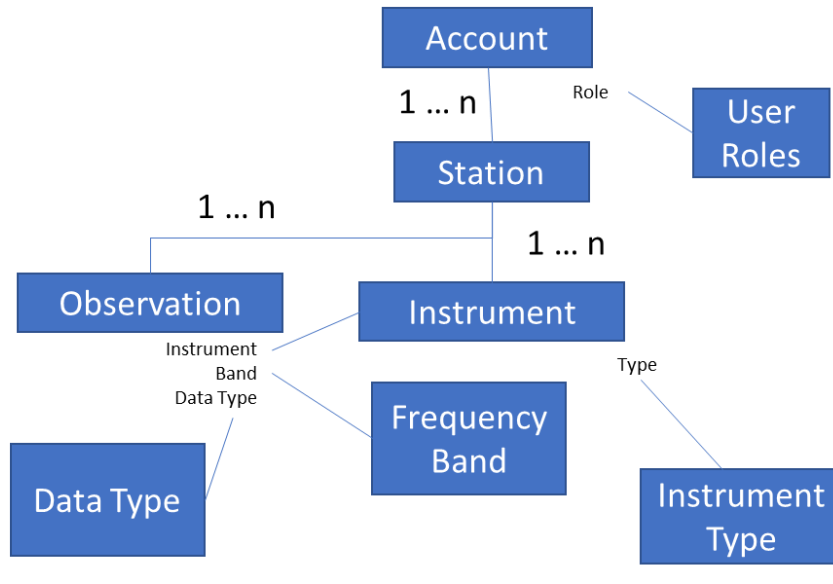 Account
1 ... n
Role
User
Roles
Station
1 ... n
1 ... n
Observation
Instrument
Instrument
Band
Data Type
Type
Frequency
Band
Data Type
Instrument
Type